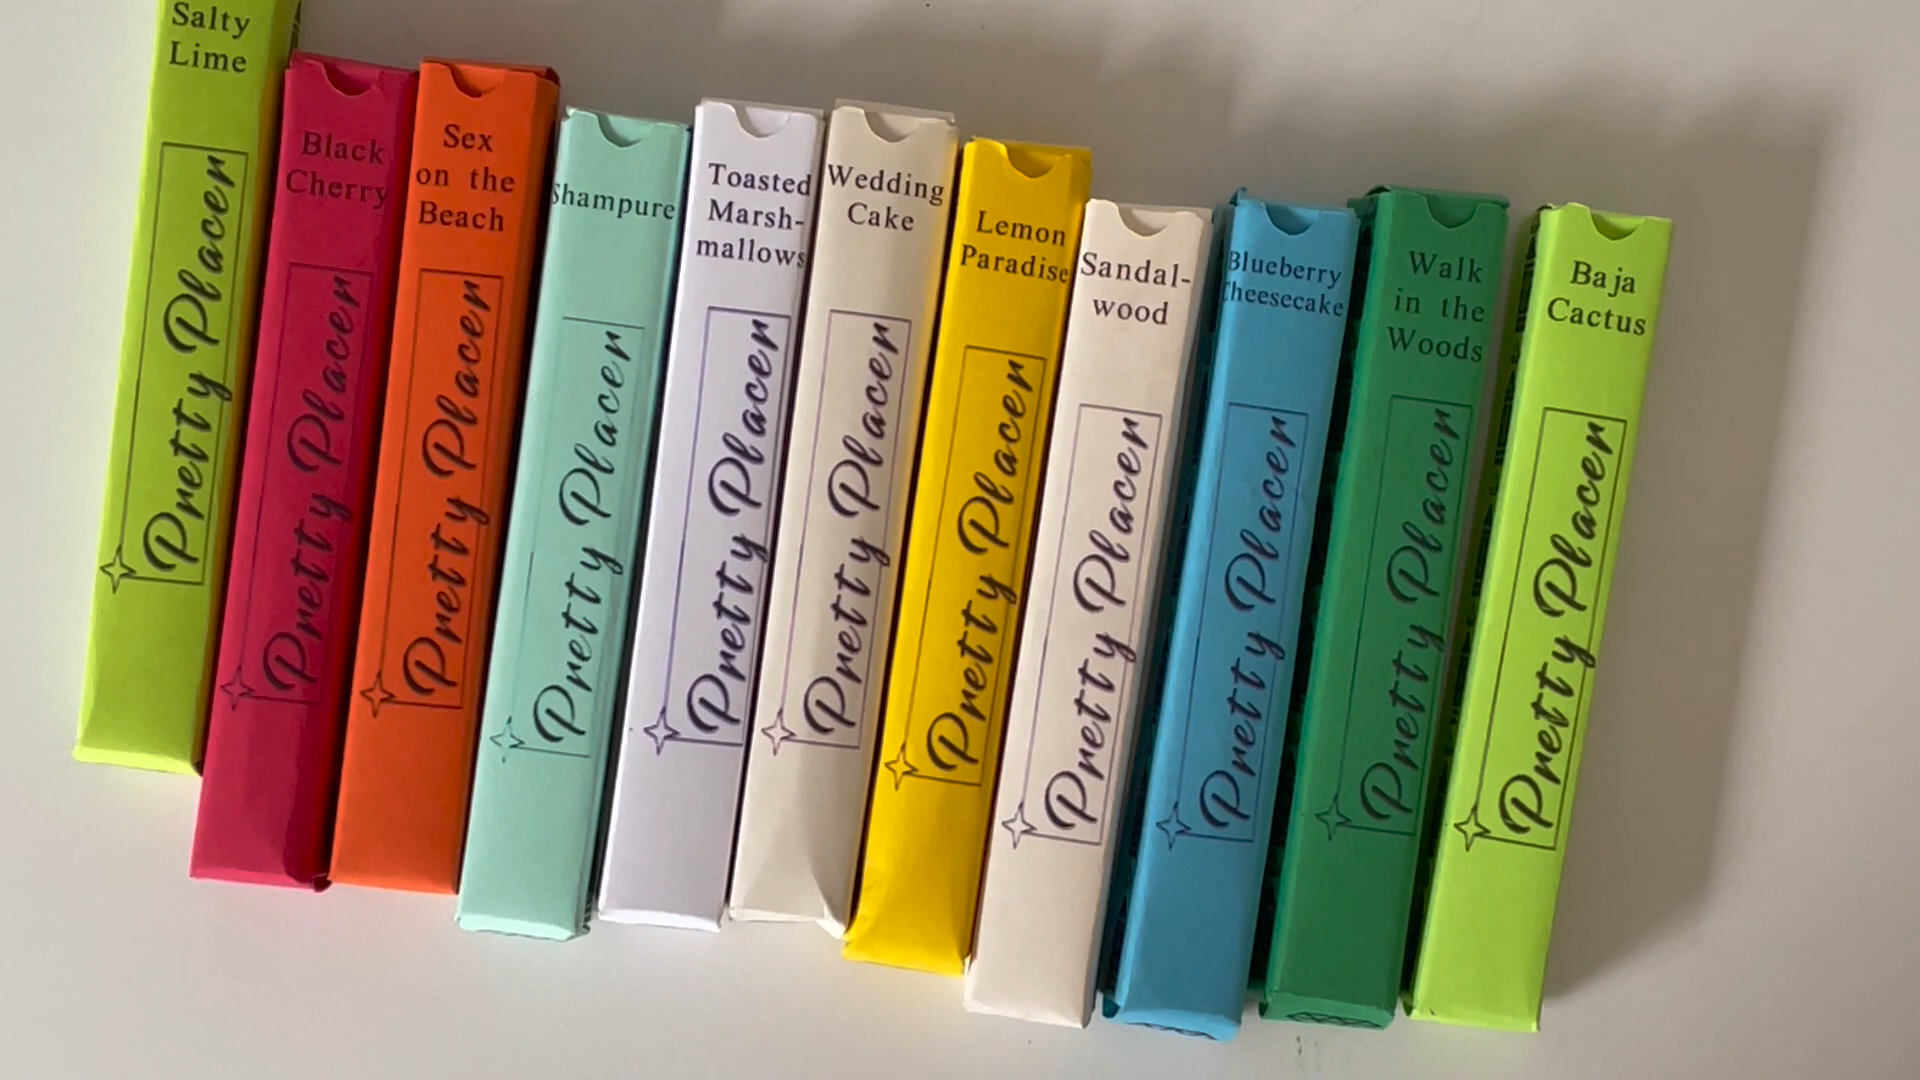 Salty
Lime
Pretty Placer
Black
Cherry
Pretty Placer
Sex
on the
Beach
Pretty Placer
Shampure
Pretty Placer
Toasted
Marsh-
mallows
Pretty Placer
Wedding
Cake
Pretty Placer
Lemon
Paradise
Pretty Placer
Sandal-
wood
Pretty Placer
Blueberry
Cheesecake
Pretty Placer
Walk
in the
Woods
Pretty Placer
Baja
Cactus
Pretty Placer